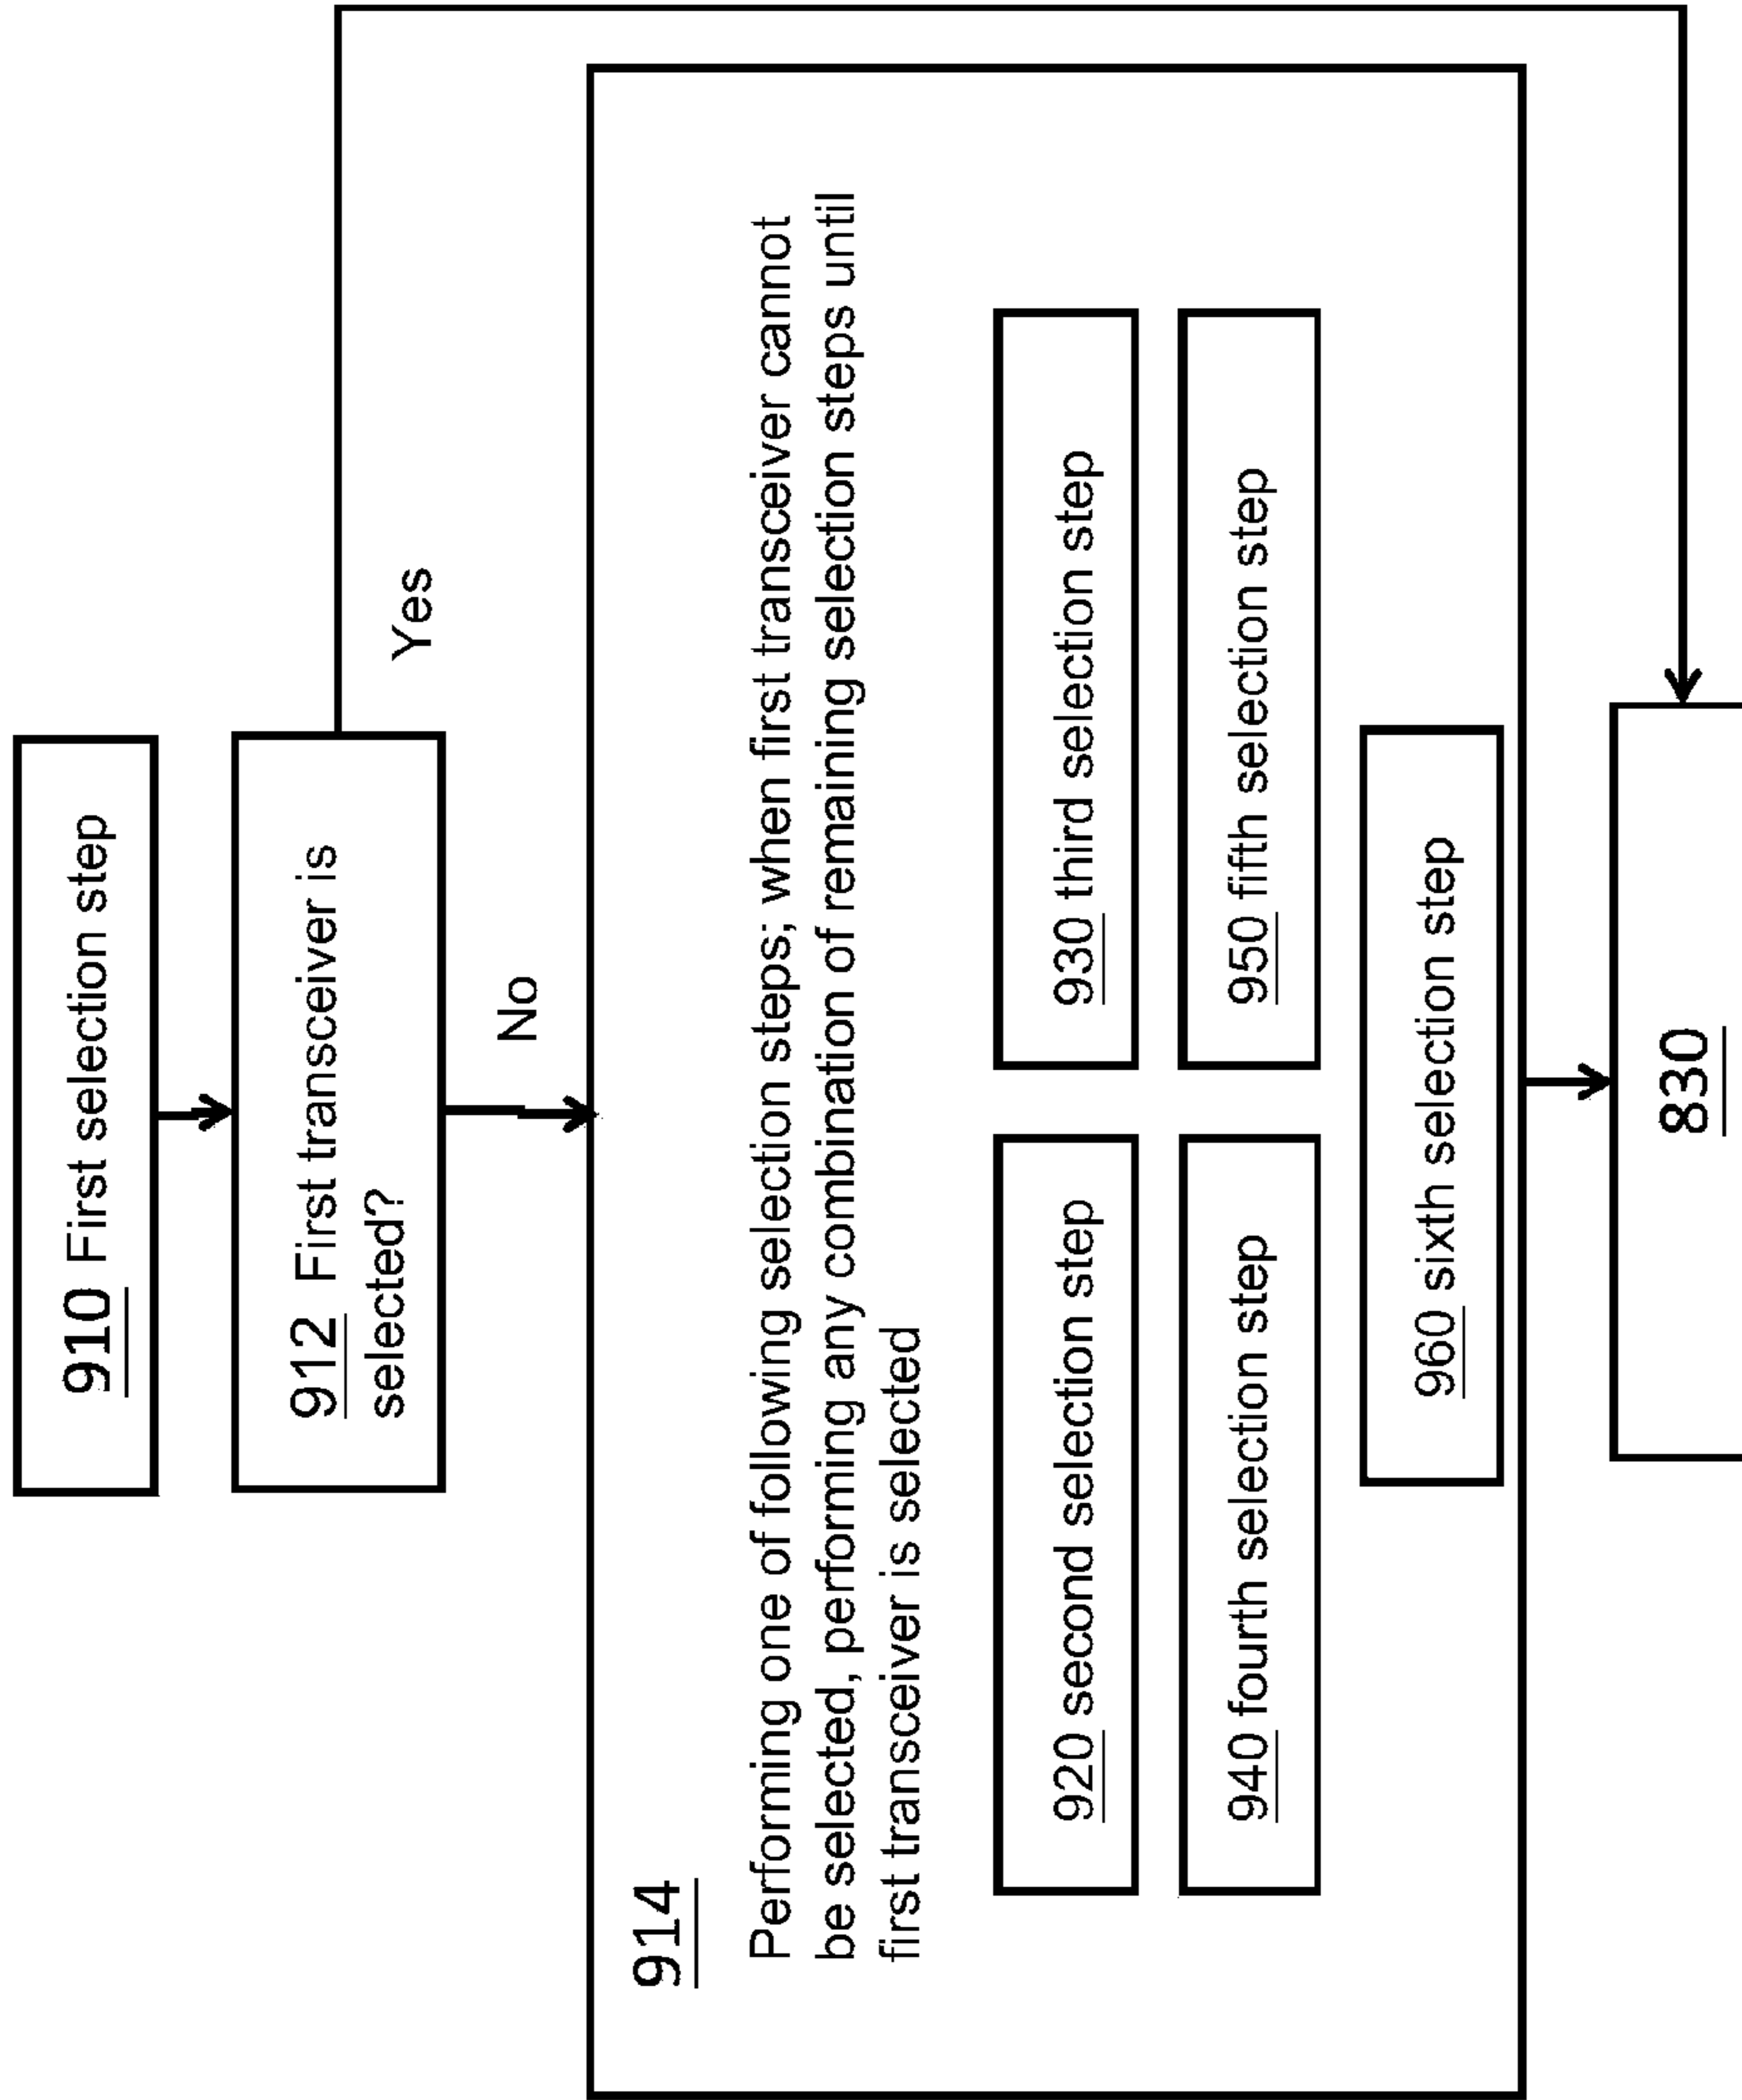 910 First selection step
912 First transceiver is
selected?
Yes
No
914
Performing one of following selection steps; when first transceiver cannot
be selected, performing any combination of remaining selection steps until
first transceiver is selected
920 second selection step
930 third selection step
940 fourth selection step
950 fifth selection step
960 sixth selection step
830